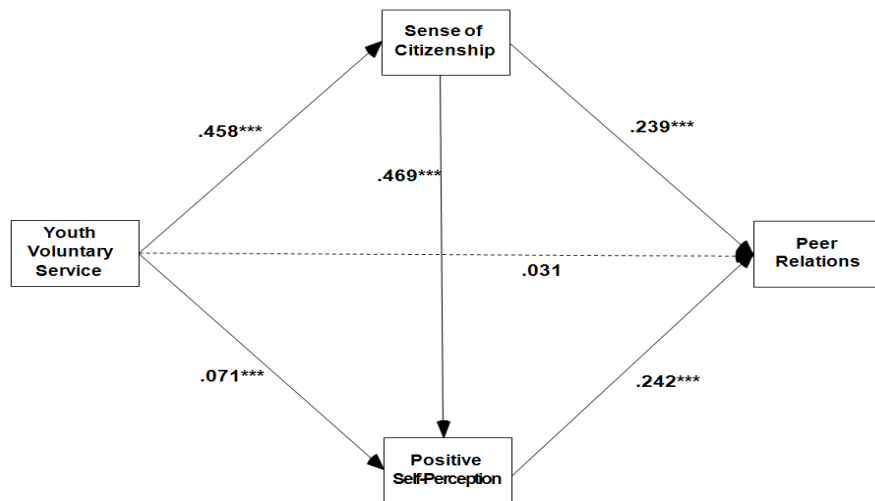 Sense of
Citizenship
.458***
.239***
.469***
Youth
Voluntary
Service
.031
Peer
Relations
.071***
.242***
Positive
Self-Perception